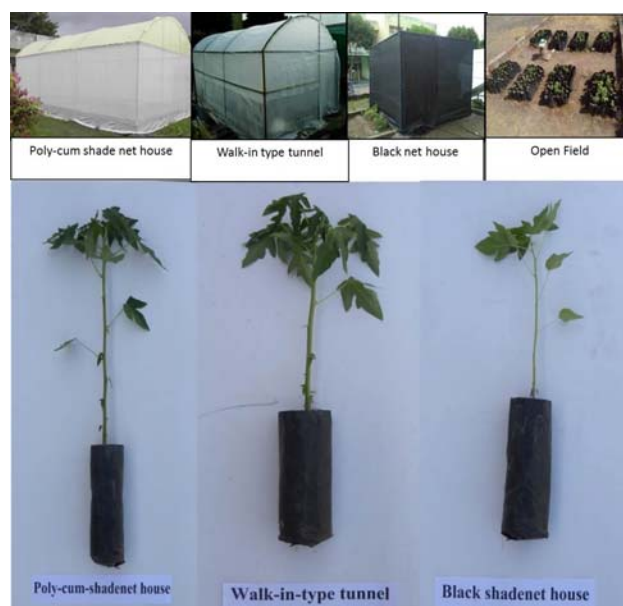 Poly-cum shade net house
Walk-in type tunnel
Black net house
Open Field
Poly-cum-shadenet house
Walk-in-type tunnel
Black shadenet house